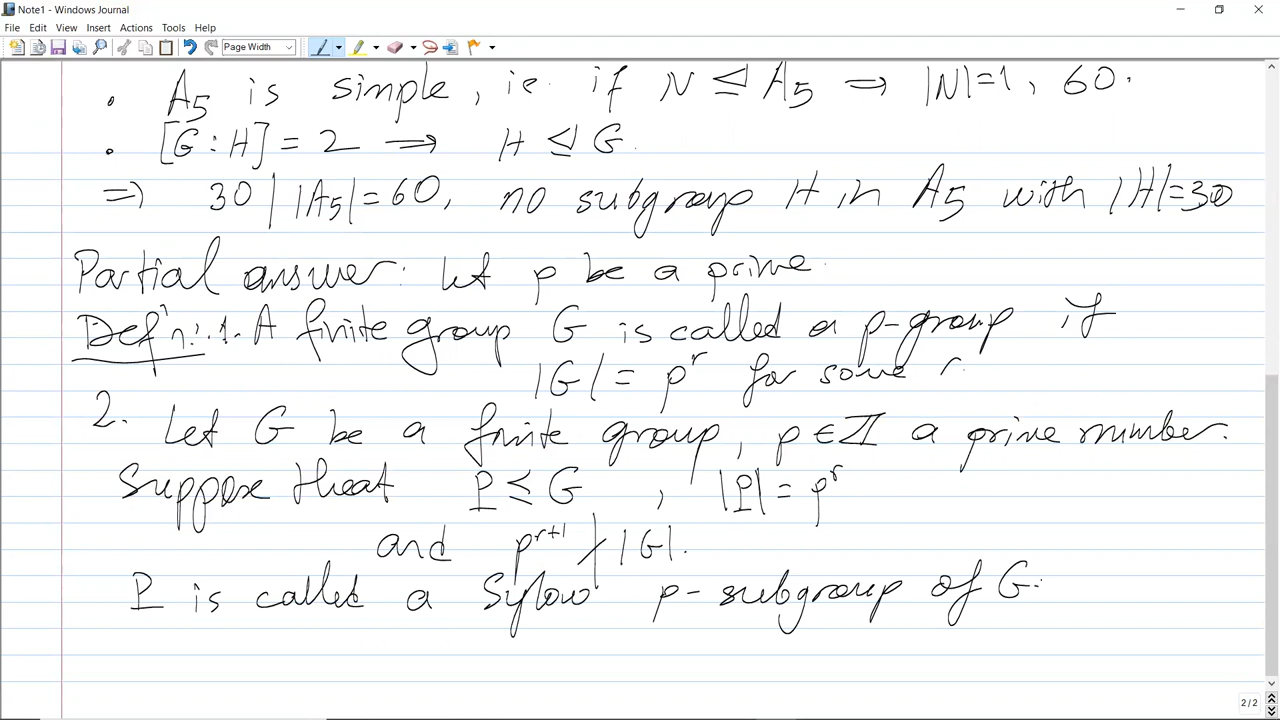 Note1 - Windows Journal
File Edit View Insert Actions Tools Help
Page Width
. A5 is simple, ie. if N ⊴ A5 ⇒ |N|=1, 60.
. [G:H] = 2 ⇒ H ⊴ G.
⇒ 30 | |A5|=60, no subgroup H in A5 with |H|=30
Partial answer: Let p be a prime.
Def'n: 1. A finite group G is called a p-group if
|G| = p^r for some r.
2. Let G be a finite group, p∈ℤ a prime number.
Suppose that P ≤ G, |P| = p^r
and p^{r+1} ∤ |G|.
P is called a Sylow p-subgroup of G.
2/2